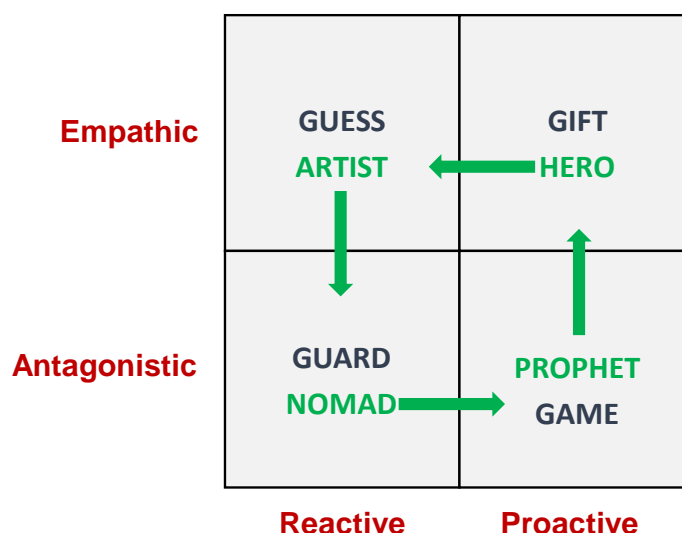 Empathic
GUESS
ARTIST
GIFT
HERO
Antagonistic
GUARD
NOMAD
PROPHET
GAME
Reactive
Proactive